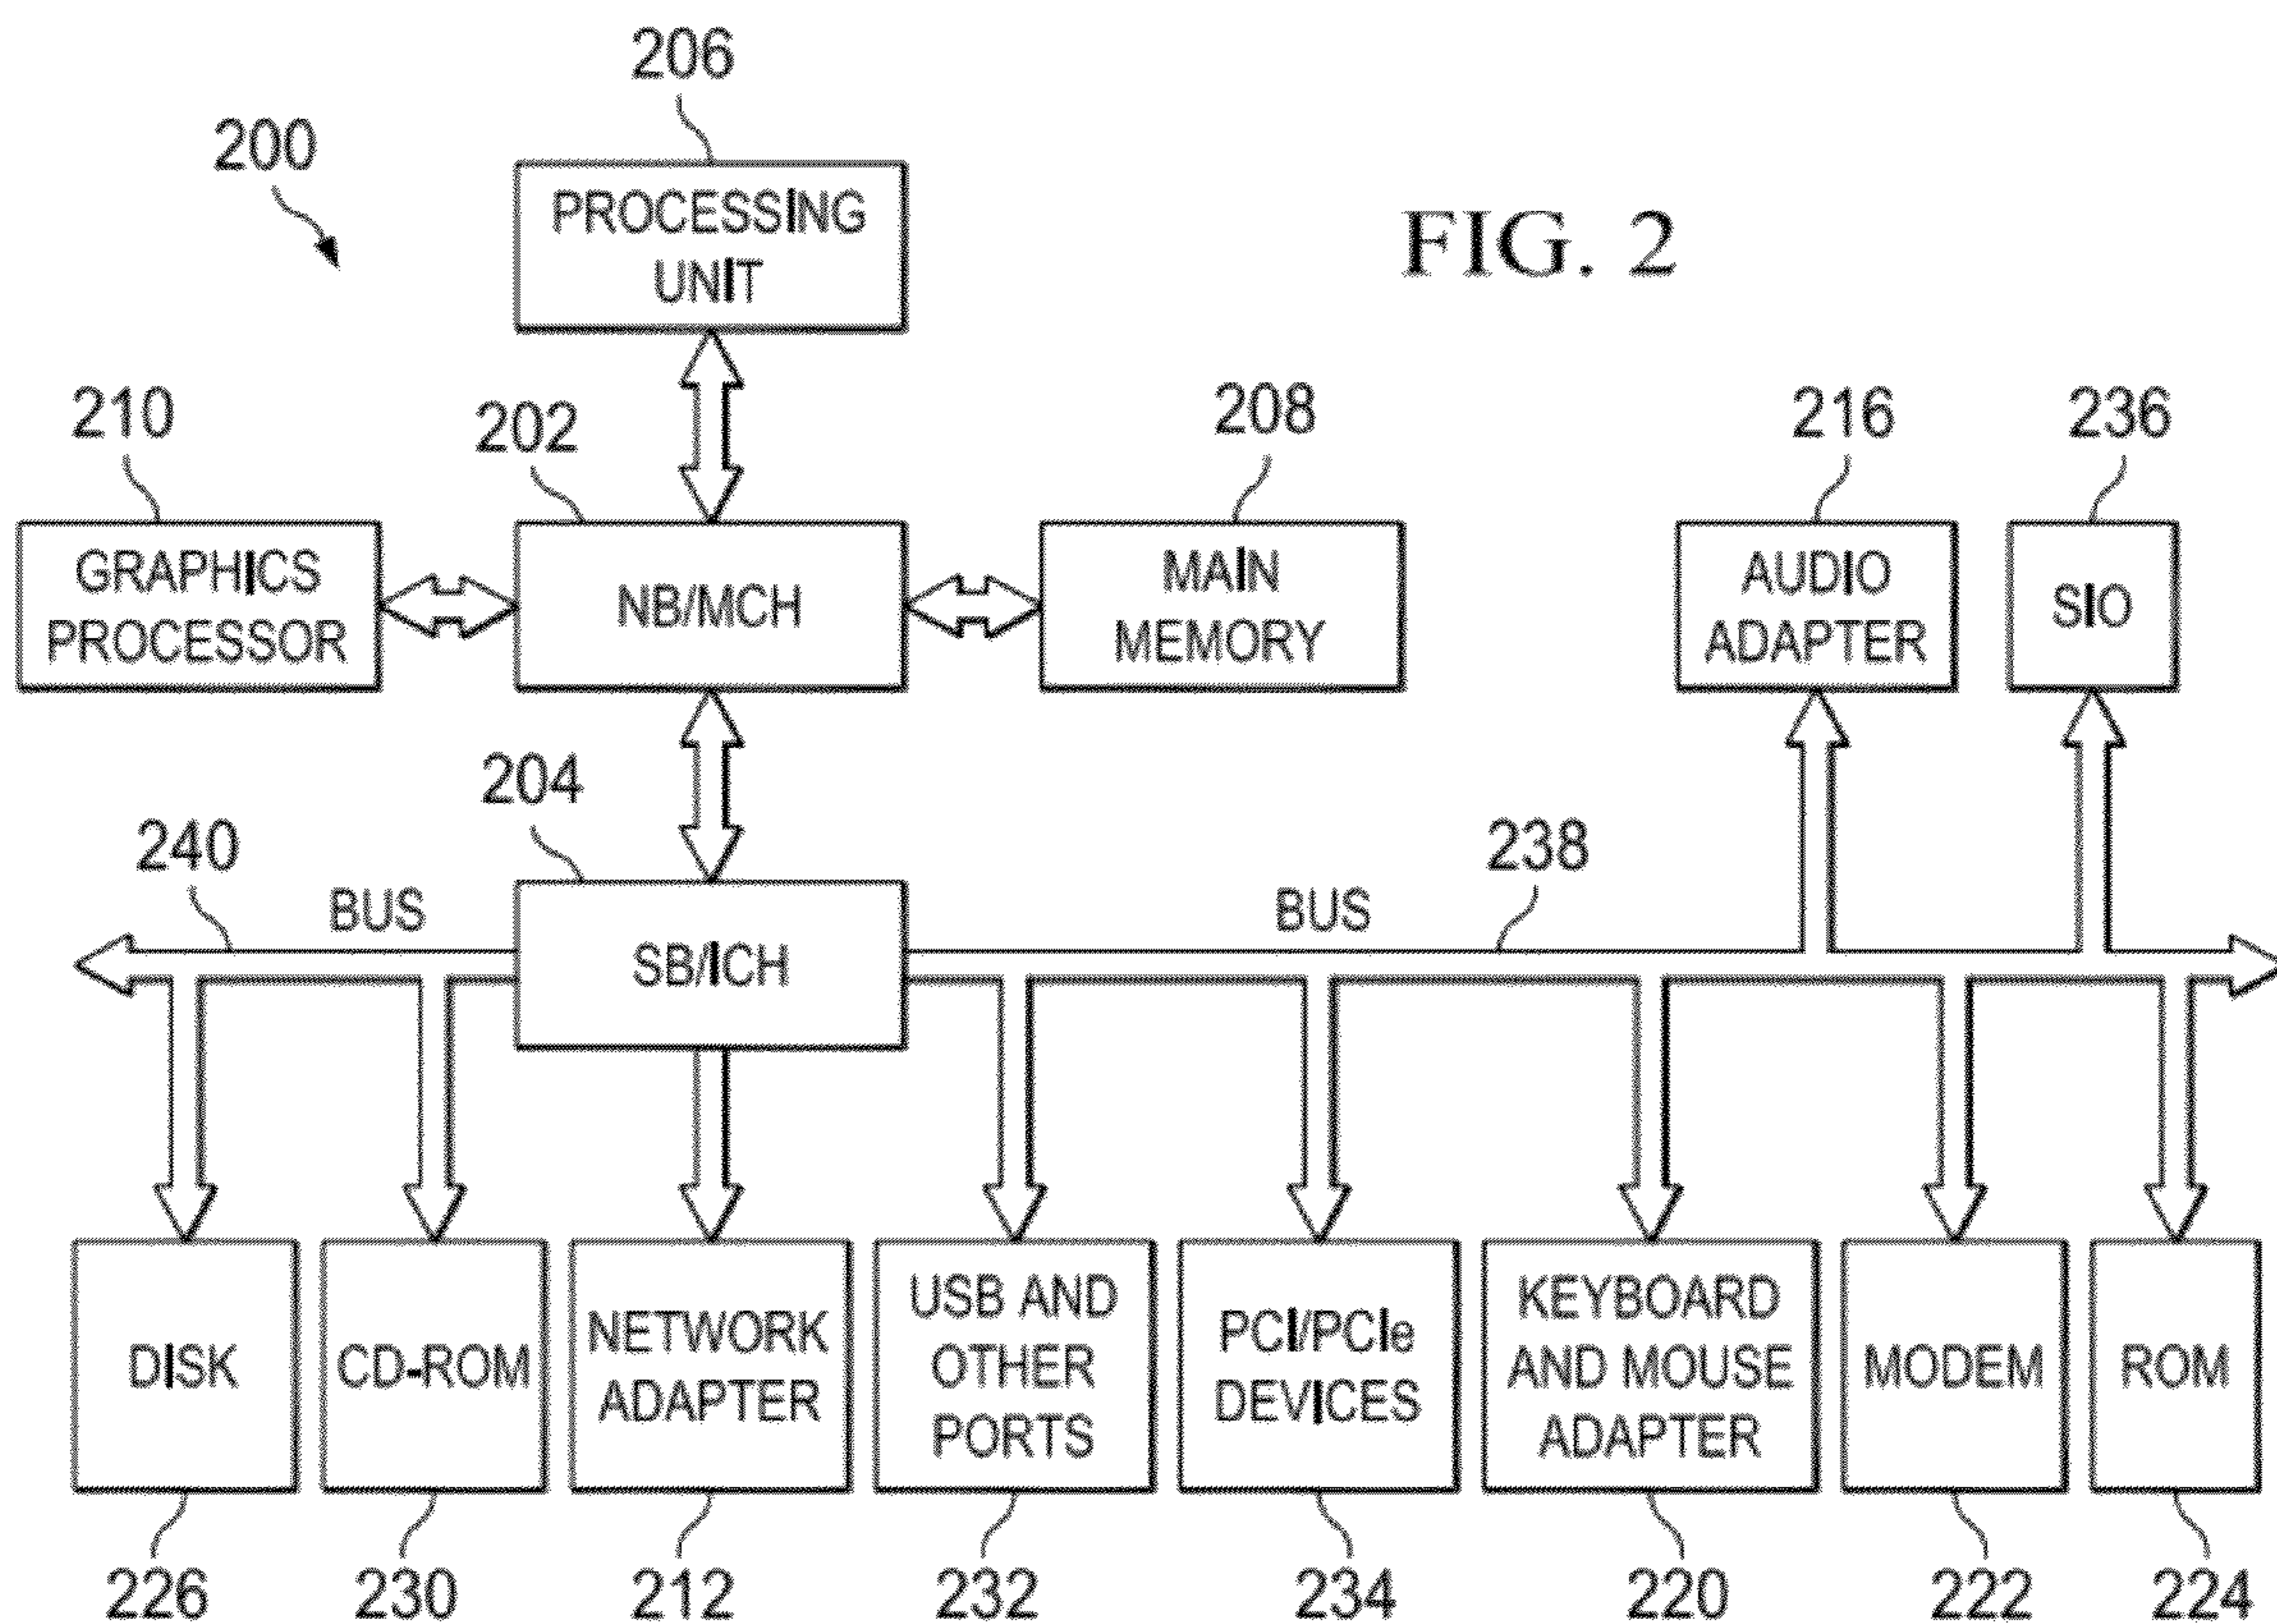 206
200
PROCESSING
UNIT
FIG. 2
210
202
208
216
236
GRAPHICS
PROCESSOR
NB/MCH
MAIN
MEMORY
AUDIO
ADAPTER
SIO
204
240
BUS
SB/ICH
BUS
238
DISK
CD-ROM
NETWORK
ADAPTER
USB AND
OTHER
PORTS
PCI/PCIe
DEVICES
KEYBOARD
AND MOUSE
ADAPTER
MODEM
ROM
226
230
212
232
234
220
222
224